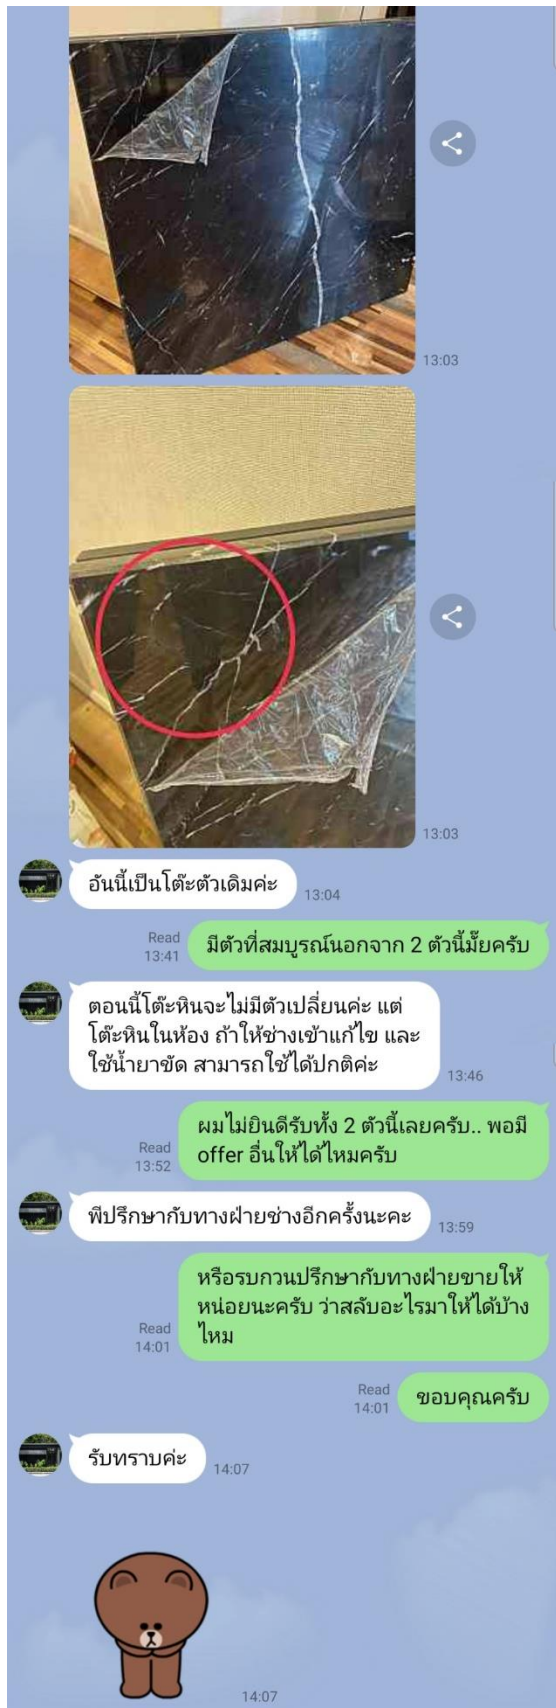 13:03
13:03
อันนี้เป็นโต๊ะตัวเดิมค่ะ
13:04
Read
13:41
มีตัวที่สมบูรณ์นอกจาก 2 ตัวนี้มั๊ยครับ
ตอนนี้โต๊ะหินจะไม่มีตัวเปลี่ยนค่ะ แต่
โต๊ะหินในห้อง ถ้าให้ช่างเข้าแก้ไข และ
ใช้น้ำยาขัด สามารถใช้ได้ปกติค่ะ
13:46
ผมไม่ยินดีรับทั้ง 2 ตัวนี้เลยครับ.. พอมี
offer อื่นให้ได้ไหมครับ
Read
13:52
พี่ปรึกษากับทางฝ่ายช่างอีกครั้งนะคะ
13:59
หรือรบกวนปรึกษากับทางฝ่ายขายให้
หน่อยนะครับ ว่าสลับอะไรมาให้ได้บ้าง
ไหม
Read
14:01
Read
14:01
ขอบคุณครับ
รับทราบค่ะ
14:07
14:07